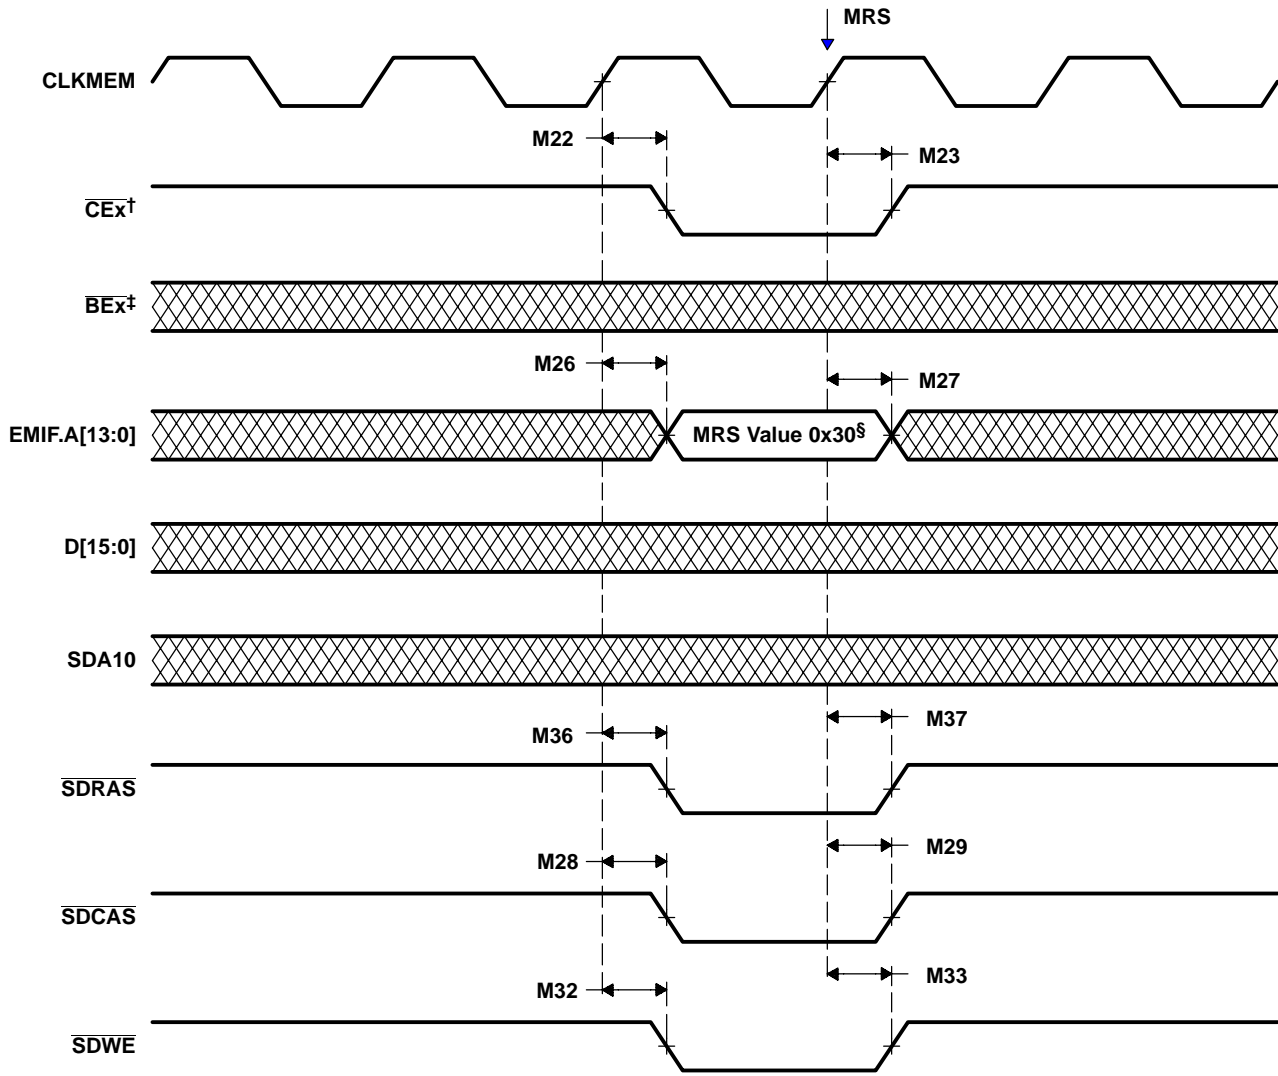 MRS
CLKMEM
M22
M23
CEx†
BEx‡
M26
M27
EMIF.A[13:0]
MRS Value 0x30§
D[15:0]
SDA10
M36
M37
SDRAS
M28
M29
SDCAS
M32
M33
SDWE